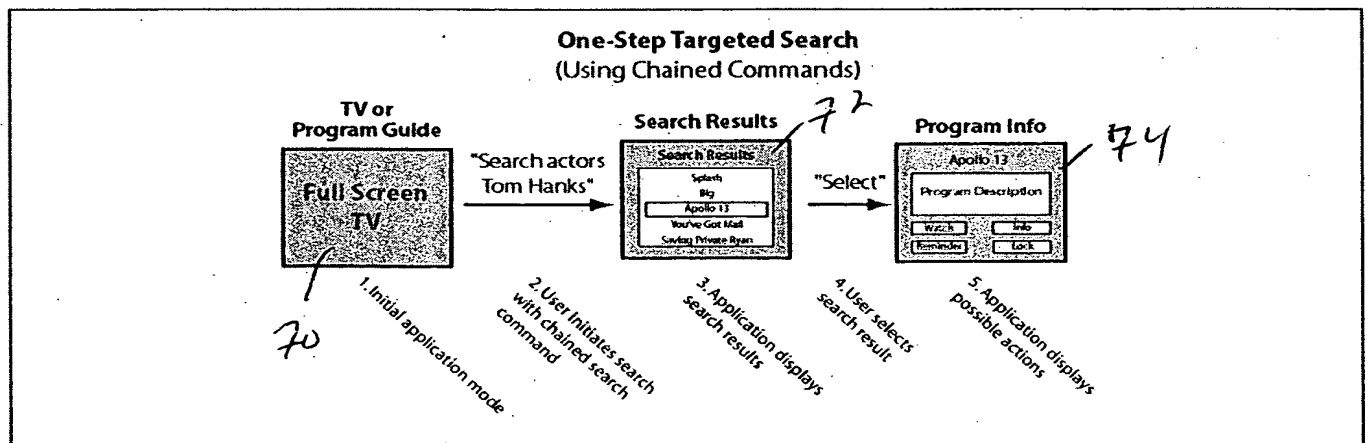 One-Step Targeted Search
(Using Chained Commands)
TV or
Program Guide
Full Screen
TV
70
"Search actors
Tom Hanks"
Search Results
72
Search Results
Splash
Big
Apollo 13
You've Got Mail
Saving Private Ryan
"Select"
Program Info
74
Apollo 13
Program Description
Watch
Info
Reminder
Lock
1. Initial application mode
2. User Initiates search
with chained search
command
3. Application displays
search results
4. User selects
search result
5. Application displays
possible actions